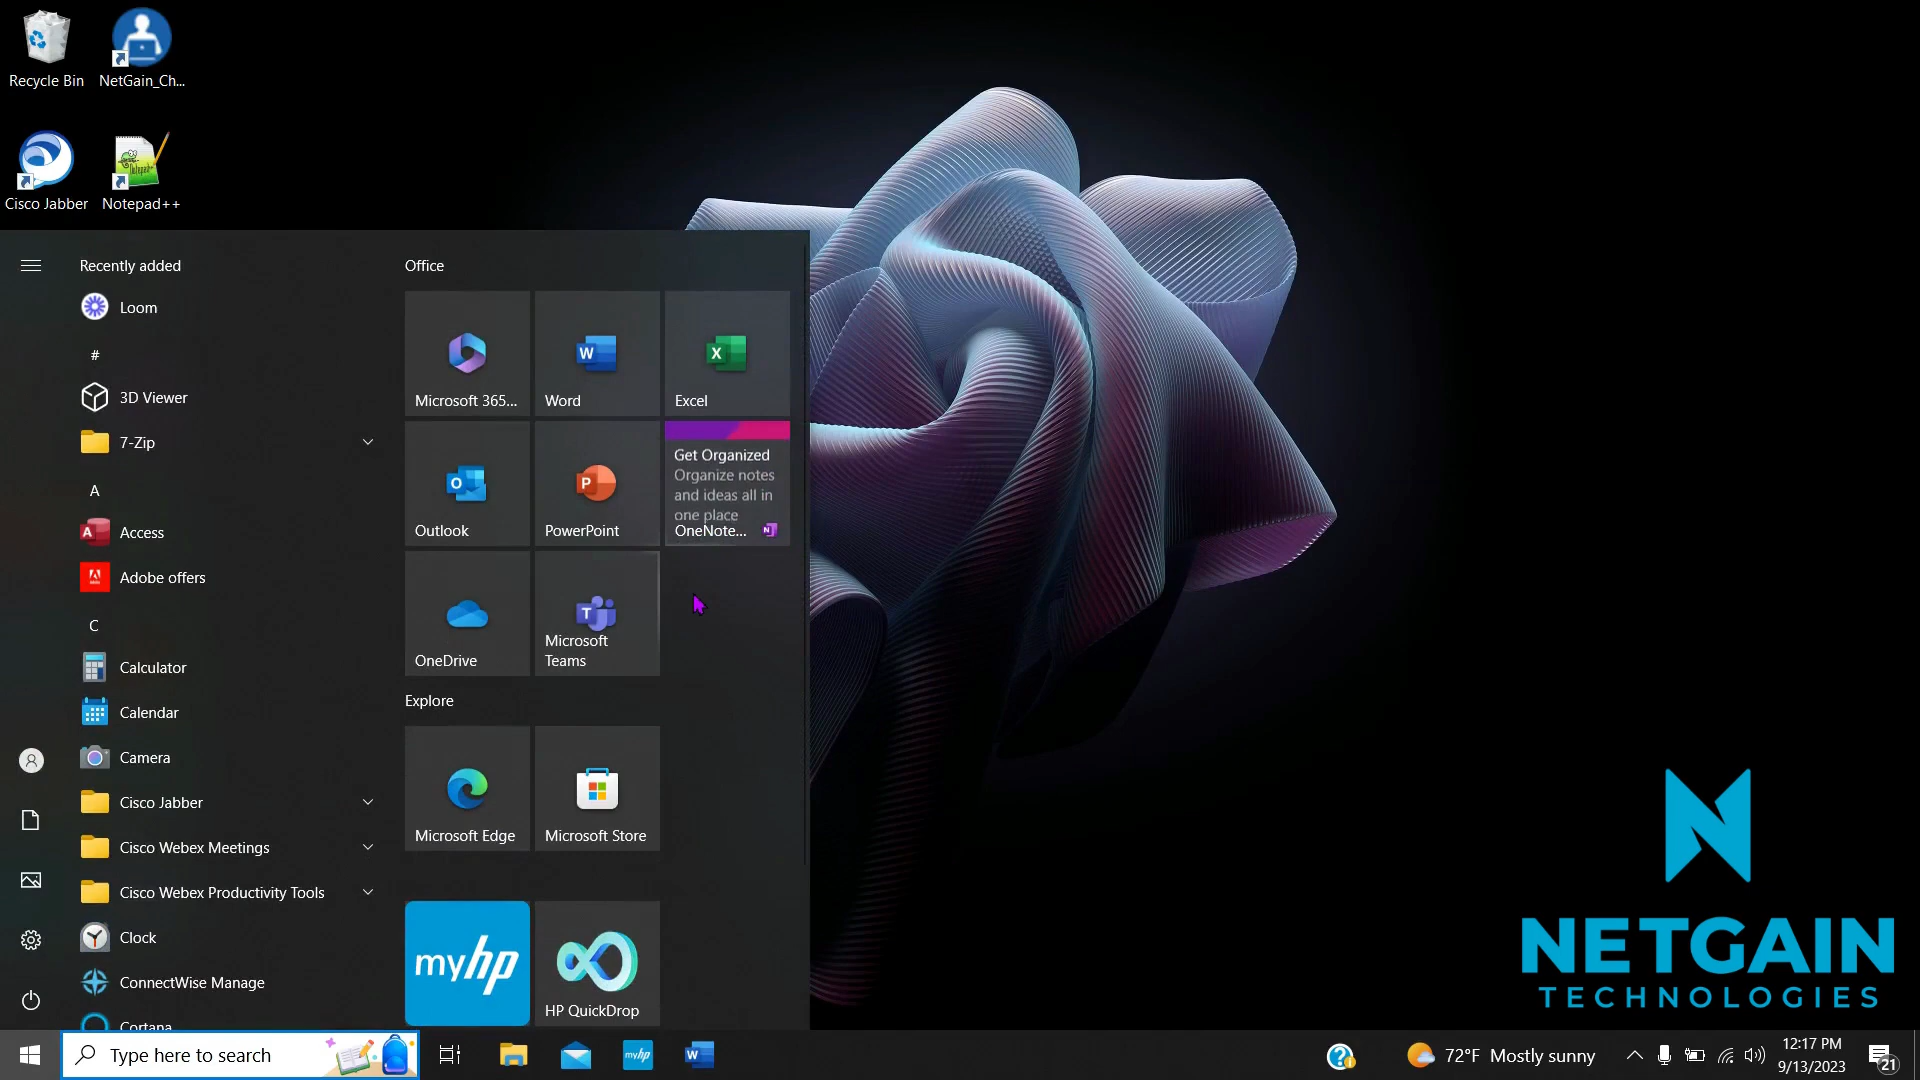 Recycle Bin
NetGain_Ch...
Cisco Jabber
Notepad++
Recently added
Loom
#
3D Viewer
7-Zip
A
Access
Adobe offers
C
Calculator
Calendar
Camera
Cisco Jabber
Cisco Webex Meetings
Cisco Webex Productivity Tools
Clock
ConnectWise Manage
Cortana
Office
Microsoft 365...
Word
Excel
Outlook
PowerPoint
Get Organized
Organize notes
and ideas all in
one place
OneNote...
OneDrive
Microsoft
Teams
Explore
Microsoft Edge
Microsoft Store
myhp
HP QuickDrop
NETGAIN
TECHNOLOGIES
Type here to search
myhp
72°F Mostly sunny
12:17 PM
9/13/2023
21